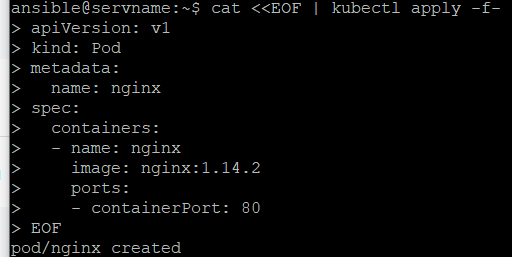 ansible@servname:~$ cat <<EOF | kubectl apply -f-
> apiVersion: v1
> kind: Pod
> metadata:
>   name: nginx
> spec:
>   containers:
>   - name: nginx
>     image: nginx:1.14.2
>     ports:
>     - containerPort: 80
> EOF
pod/nginx created